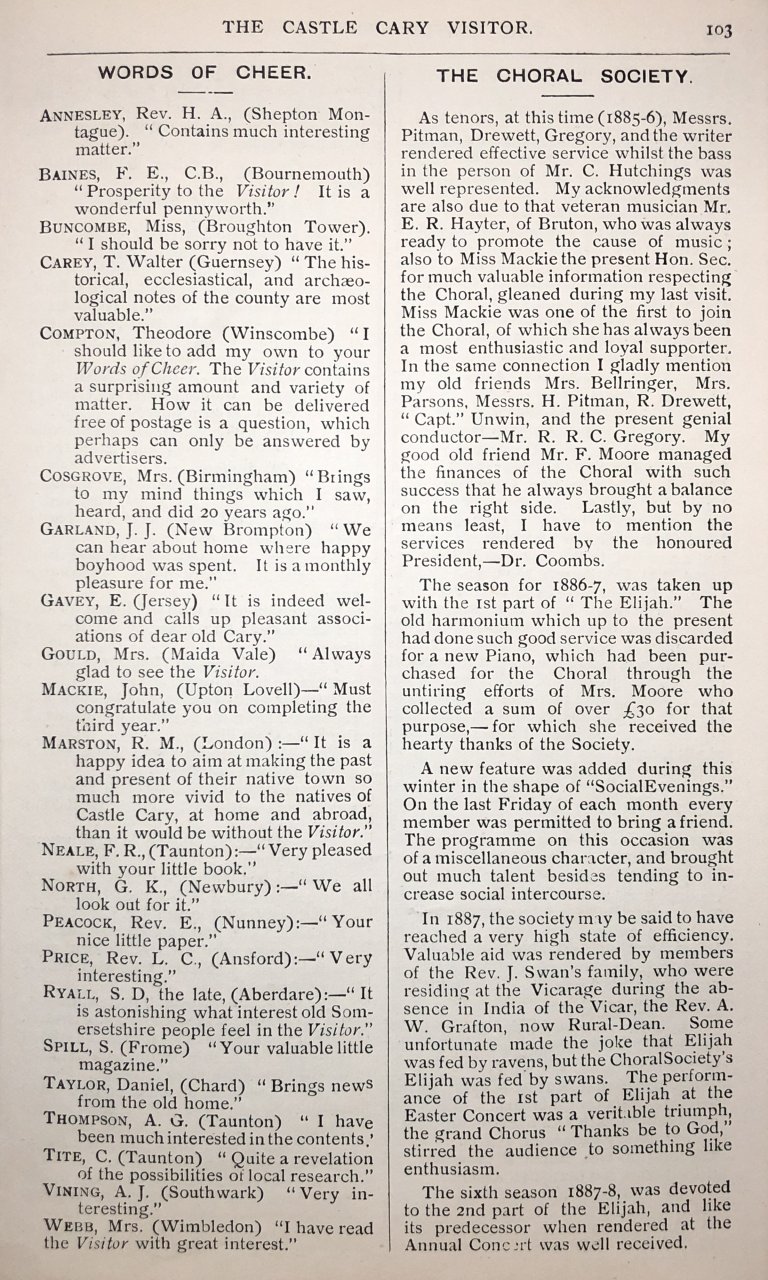 THE CASTLE CARY VISITOR. 103
WORDS OF CHEER.
ANNESLEY, Rev. H. A., (Shepton Mon-
tague). “ Contains much interesting
matter.”
BAINES, F. E., C.B., (Bournemouth)
“ Prosperity to the Visitor ! It is a
wonderful pennyworth.”
BUNCOMBE, Miss, (Broughton Tower).
“ I should be sorry not to have it.”
CAREY, T. Walter (Guernsey) “ The his-
torical, ecclesiastical, and archæo-
logical notes of the county are most
valuable.”
COMPTON, Theodore (Winscombe) “ I
should like to add my own to your
Words of Cheer. The Visitor contains
a surprising amount and variety of
matter. How it can be delivered
free of postage is a question, which
perhaps can only be answered by
advertisers.
COSGROVE, Mrs. (Birmingham) “ Brings
to my mind things which I saw,
heard, and did 20 years ago.”
GARLAND, J. J. (New Brompton) “ We
can hear about home where happy
boyhood was spent. It is a monthly
pleasure for me.”
GAVEY, E. (Jersey) “ It is indeed wel-
come and calls up pleasant associ-
ations of dear old Cary.”
GOULD, Mrs. (Maida Vale) “ Always
glad to see the Visitor.
MACKIE, John, (Upton Lovell)—“ Must
congratulate you on completing the
third year.”
MARSTON, R. M., (London) :—“ It is a
happy idea to aim at making the past
and present of their native town so
much more vivid to the natives of
Castle Cary, at home and abroad,
than it would be without the Visitor.”
NEALE, F. R., (Taunton):—“ Very pleased
with your little book.”
NORTH, G. K., (Newbury) :—“ We all
look out for it.”
PEACOCK, Rev. E., (Nunney):—“ Your
nice little paper.”
PRICE, Rev. L. C., (Ansford):—“ Very
interesting.”
RYALL, S. D, the late, (Aberdare):—“ It
is astonishing what interest old Som-
ersetshire people feel in the Visitor.”
SPILL, S. (Frome) “ Your valuable little
magazine.”
TAYLOR, Daniel, (Chard) “ Brings news
from the old home.”
THOMPSON, A. G. (Taunton) “ I have
been much interested in the contents.’
TITE, C. (Taunton) “ Quite a revelation
of the possibilities of local research.”
VINING, A. J. (Southwark) “ Very in-
teresting.”
WEBB, Mrs. (Wimbledon) “I have read
the Visitor with great interest.”
THE CHORAL SOCIETY.
As tenors, at this time (1885-6), Messrs.
Pitman, Drewett, Gregory, and the writer
rendered effective service whilst the bass
in the person of Mr. C. Hutchings was
well represented. My acknowledgments
are also due to that veteran musician Mr.
E. R. Hayter, of Bruton, who was always
ready to promote the cause of music ;
also to Miss Mackie the present Hon. Sec.
for much valuable information respecting
the Choral, gleaned during my last visit.
Miss Mackie was one of the first to join
the Choral, of which she has always been
a most enthusiastic and loyal supporter.
In the same connection I gladly mention
my old friends Mrs. Bellringer, Mrs.
Parsons, Messrs. H. Pitman, R. Drewett,
“ Capt.” Unwin, and the present genial
conductor—Mr. R. R. C. Gregory. My
good old friend Mr. F. Moore managed
the finances of the Choral with such
success that he always brought a balance
on the right side. Lastly, but by no
means least, I have to mention the
services rendered by the honoured
President,—Dr. Coombs.
The season for 1886-7, was taken up
with the 1st part of “ The Elijah.” The
old harmonium which up to the present
had done such good service was discarded
for a new Piano, which had been pur-
chased for the Choral through the
untiring efforts of Mrs. Moore who
collected a sum of over £30 for that
purpose,—for which she received the
hearty thanks of the Society.
A new feature was added during this
winter in the shape of “Social Evenings.”
On the last Friday of each month every
member was permitted to bring a friend.
The programme on this occasion was
of a miscellaneous character, and brought
out much talent besides tending to in-
crease social intercourse.
In 1887, the society may be said to have
reached a very high state of efficiency.
Valuable aid was rendered by members
of the Rev. J. Swan’s family, who were
residing at the Vicarage during the ab-
sence in India of the Vicar, the Rev. A.
W. Grafton, now Rural-Dean. Some
unfortunate made the joke that Elijah
was fed by ravens, but the Choral Society’s
Elijah was fed by swans. The perform-
ance of the 1st part of Elijah at the
Easter Concert was a veritable triumph,
the grand Chorus “ Thanks be to God,”
stirred the audience to something like
enthusiasm.
The sixth season 1887-8, was devoted
to the 2nd part of the Elijah, and like
its predecessor when rendered at the
Annual Concert was well received.